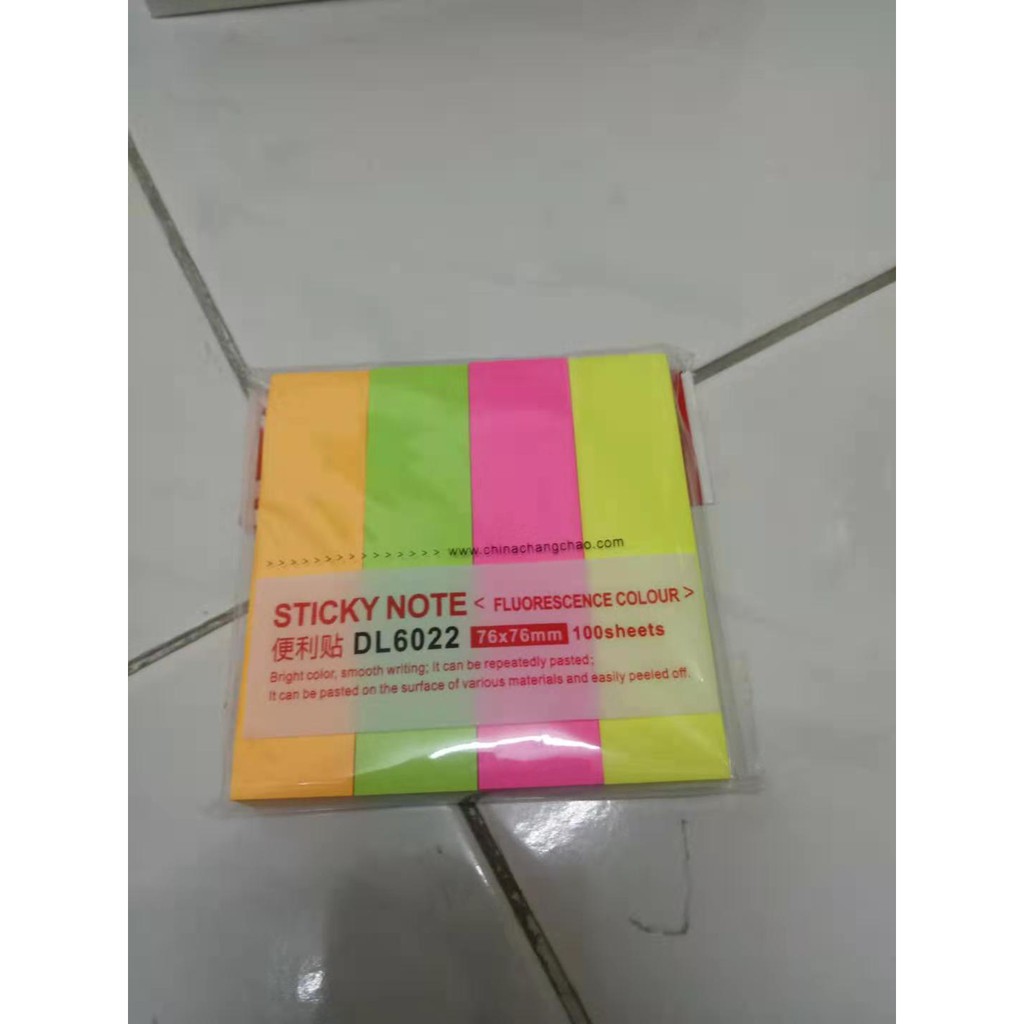 > > > > > > > > > > > > > > > www.chinachangchao.com
STICKY NOTE < FLUORESCENCE COLOUR >
便利贴 DL6022 76x76mm 100sheets
Bright color, smooth writing; It can be repeatedly pasted;
It can be pasted on the surface of various materials and easily peeled off.